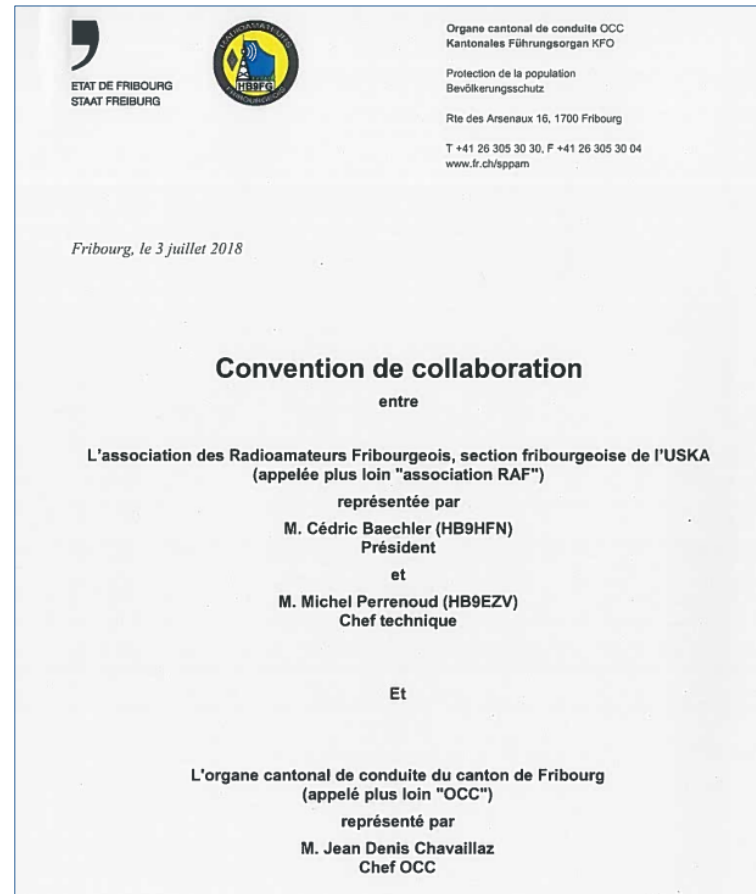 ETAT DE FRIBOURG
STAAT FREIBURG
RADIOAMATEURS
HB9FG
FRIBOURGEOIS
Organe cantonal de conduite OCC
Kantonales Führungsorgan KFO
Protection de la population
Bevölkerungsschutz
Rte des Arsenaux 16, 1700 Fribourg
T +41 26 305 30 30, F +41 26 305 30 04
www.fr.ch/sppam
Fribourg, le 3 juillet 2018
Convention de collaboration
entre
L'association des Radioamateurs Fribourgeois, section fribourgeoise de l'USKA
(appelée plus loin "association RAF")
représentée par
M. Cédric Baechler (HB9HFN)
Président
et
M. Michel Perrenoud (HB9EZV)
Chef technique
Et
L'organe cantonal de conduite du canton de Fribourg
(appelé plus loin "OCC")
représenté par
M. Jean Denis Chavaillaz
Chef OCC